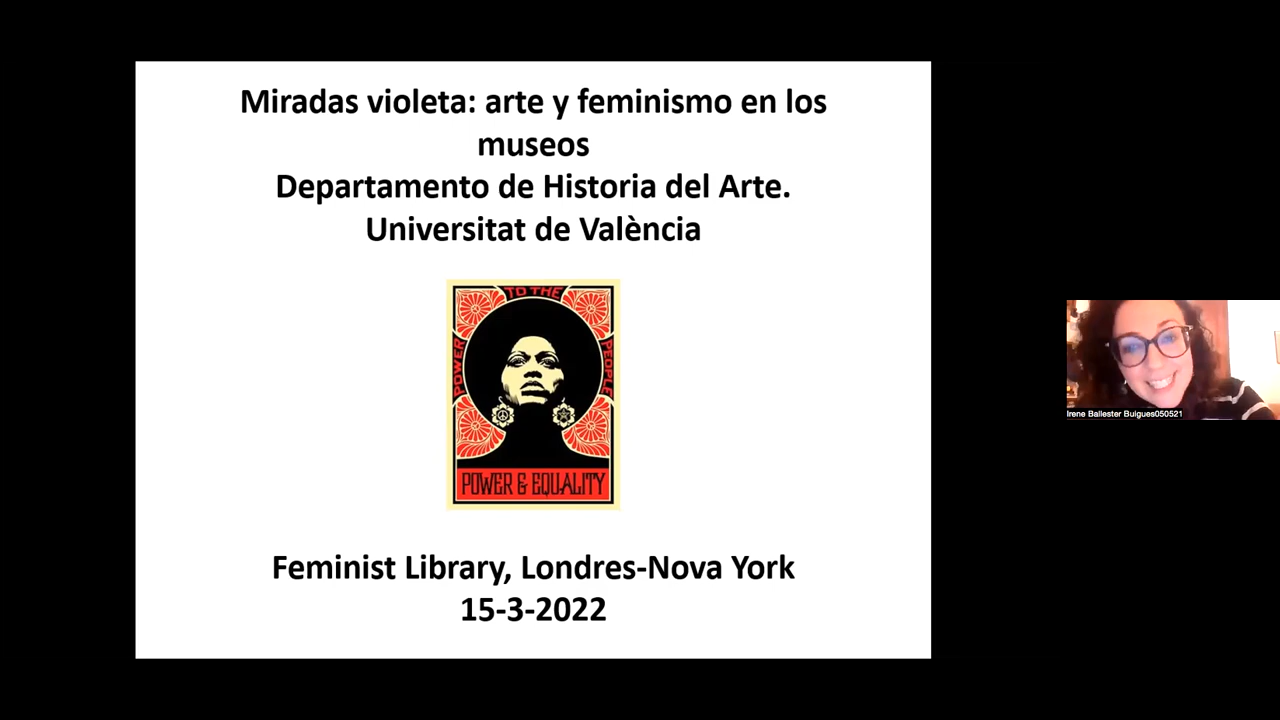 Miradas violeta: arte y feminismo en los
museos
Departamento de Historia del Arte.
Universitat de València
TO THE
POWER
PEOPLE
POWER & EQUALITY
Feminist Library, Londres-Nova York
15-3-2022
Irene Ballester Buigues050521